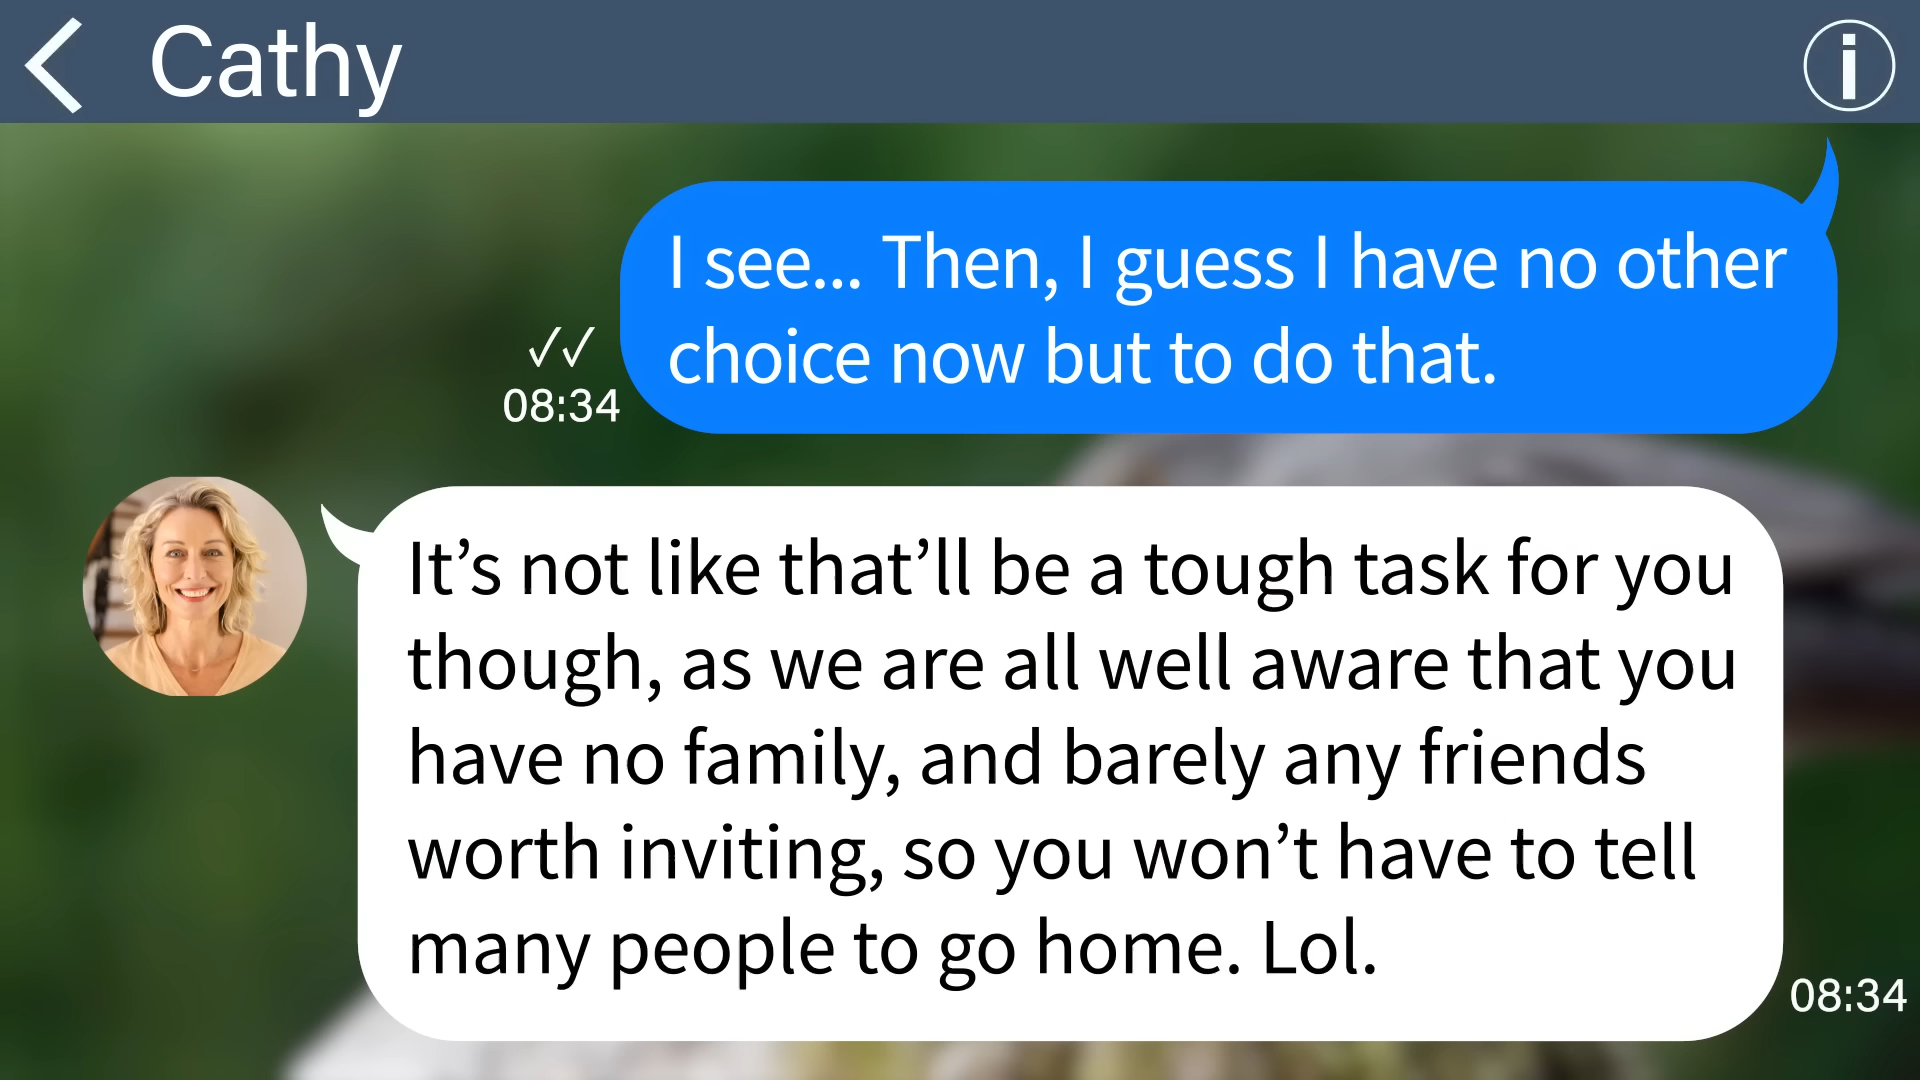 Cathy
I see... Then, I guess I have no other
choice now but to do that.
✓✓
08:34
It’s not like that’ll be a tough task for you
though, as we are all well aware that you
have no family, and barely any friends
worth inviting, so you won’t have to tell
many people to go home. Lol.
08:34